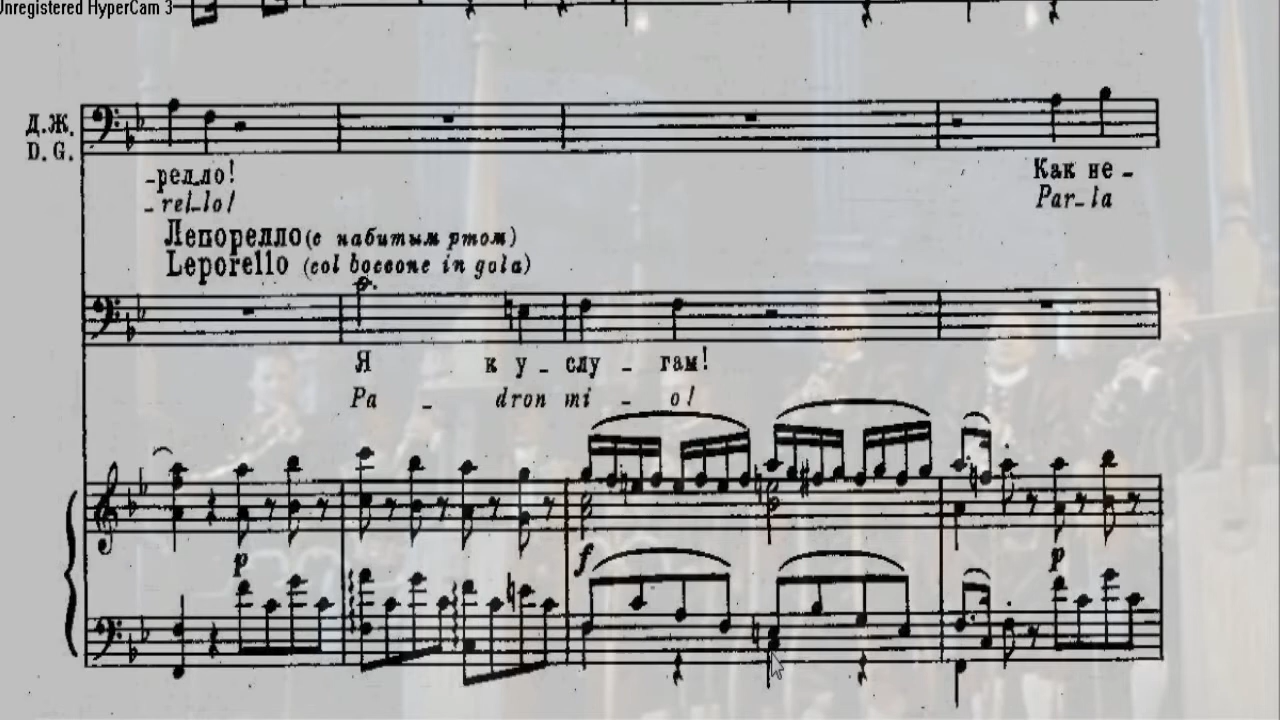 Unregistered HyperCam 3
Д.Ж.
D. G.
-релло! Как не-
-rel-lo! Par-la
Лепорелло (с набитым ртом)
Leporello (col boccone in gola)
Я к у-слу-гам!
Pa-dron mi-o!
p f p